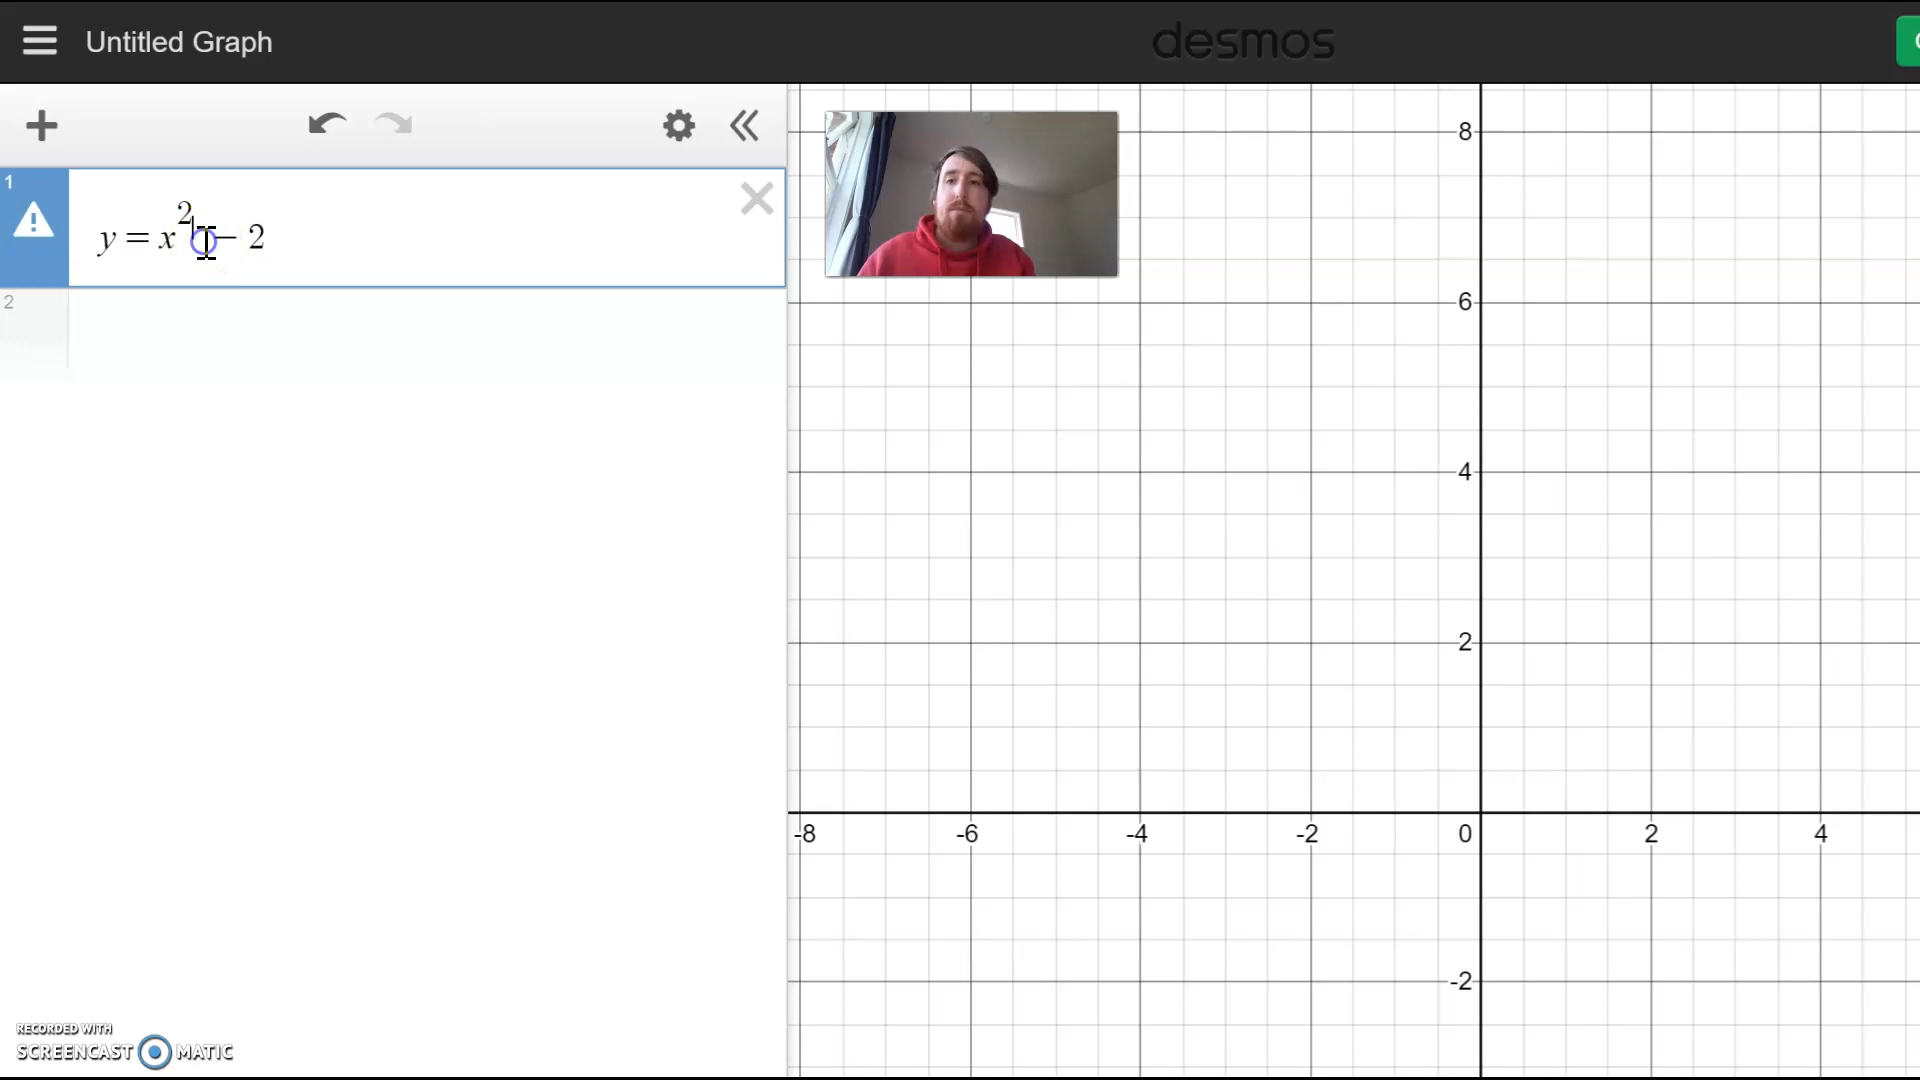 Untitled Graph
desmos
1
y = x² − 2
2
8
6
4
2
-8 -6 -4 -2 0 2 4
-2
RECORDED WITH
SCREENCAST MATIC